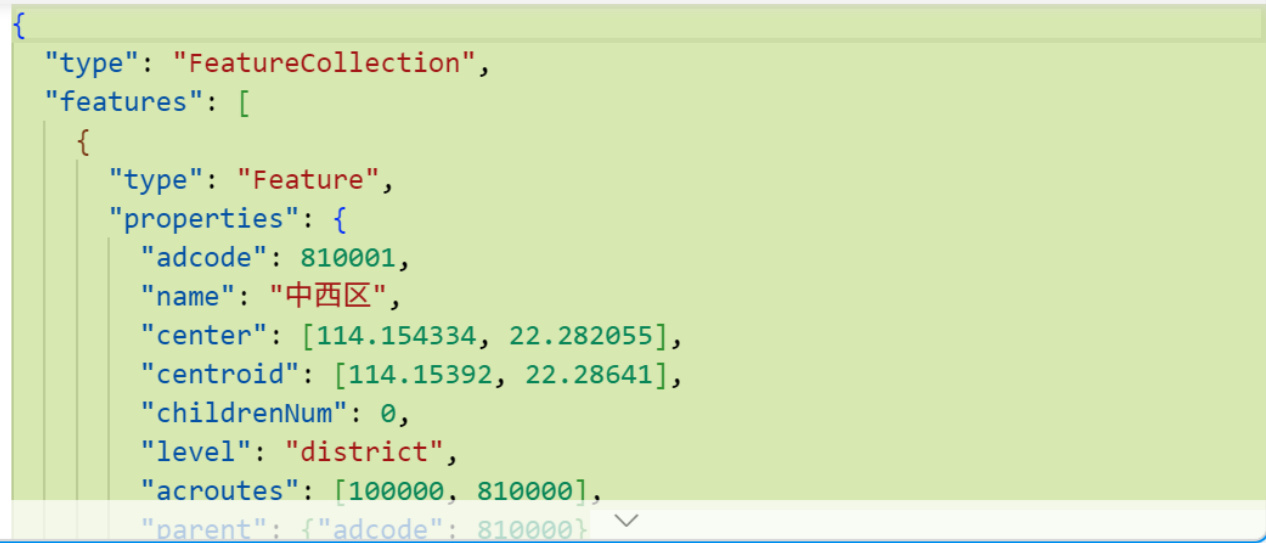 {
"type": "FeatureCollection",
"features": [
{
"type": "Feature",
"properties": {
"adcode": 810001,
"name": "中西区",
"center": [114.154334, 22.282055],
"centroid": [114.15392, 22.28641],
"childrenNum": 0,
"level": "district",
"acroutes": [100000, 810000],
"parent": {"adcode": 810000}